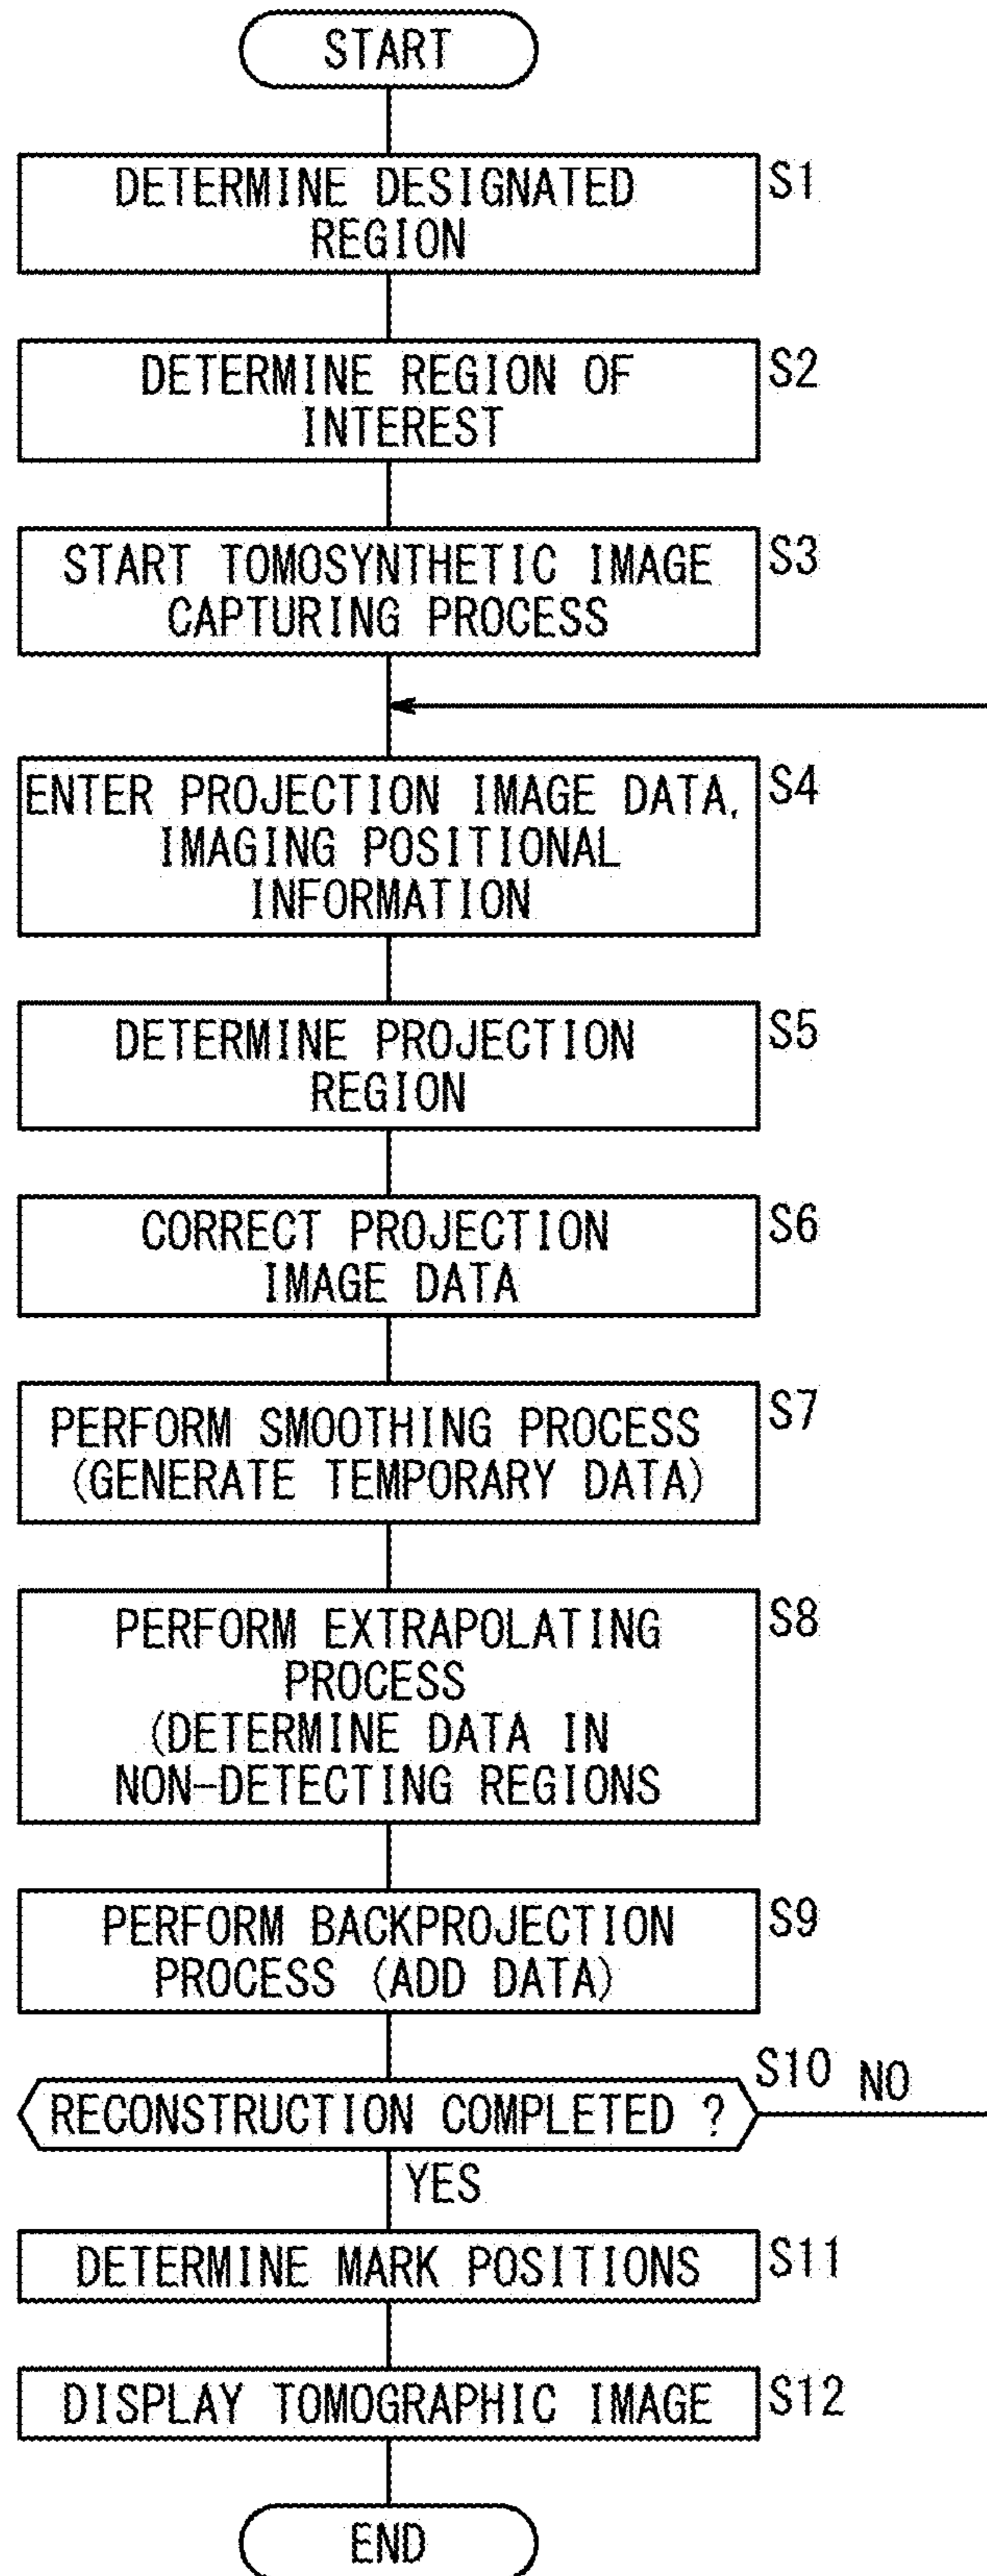 START
DETERMINE DESIGNATED
REGION
S1
DETERMINE REGION OF
INTEREST
S2
START TOMOSYNTHETIC IMAGE
CAPTURING PROCESS
S3
ENTER PROJECTION IMAGE DATA,
IMAGING POSITIONAL
INFORMATION
S4
DETERMINE PROJECTION
REGION
S5
CORRECT PROJECTION
IMAGE DATA
S6
PERFORM SMOOTHING PROCESS
(GENERATE TEMPORARY DATA)
S7
PERFORM EXTRAPOLATING
PROCESS
(DETERMINE DATA IN
NON-DETECTING REGIONS
S8
PERFORM BACKPROJECTION
PROCESS (ADD DATA)
S9
RECONSTRUCTION COMPLETED ?
S10 NO
YES
DETERMINE MARK POSITIONS
S11
DISPLAY TOMOGRAPHIC IMAGE
S12
END